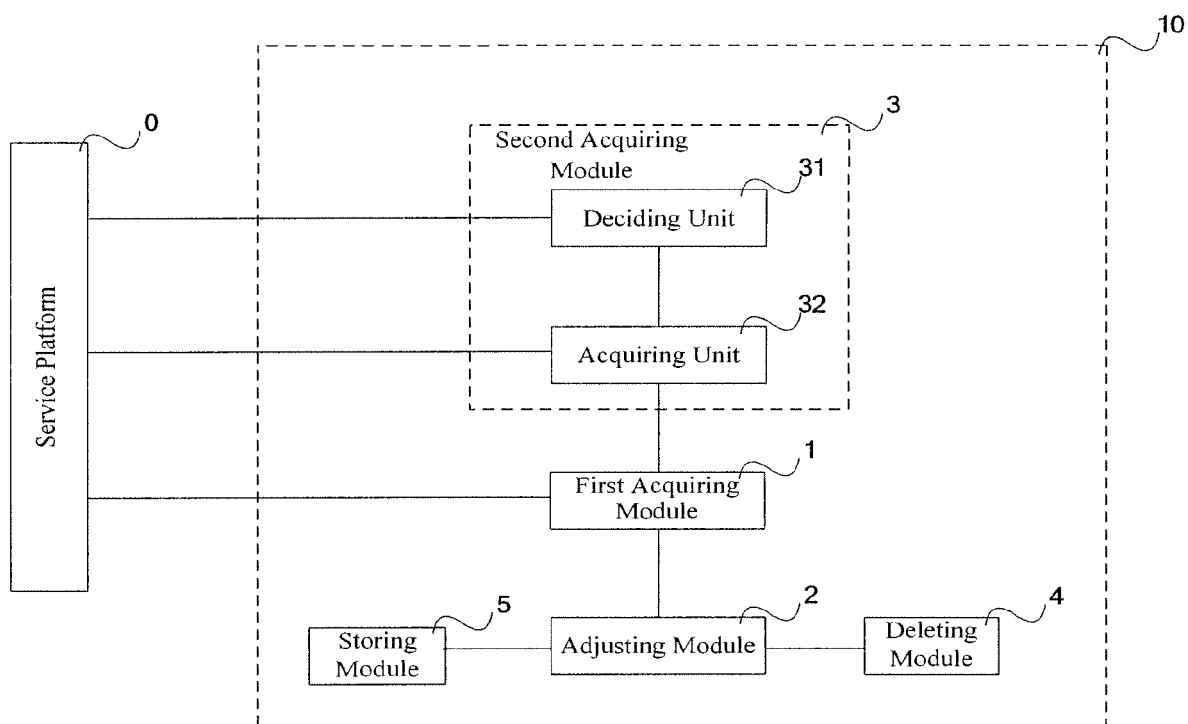 10
0
3
Second Acquiring
Module
31
Deciding Unit
32
Acquiring Unit
Service Platform
1
First Acquiring
Module
5
Storing
Module
2
Adjusting Module
4
Deleting
Module